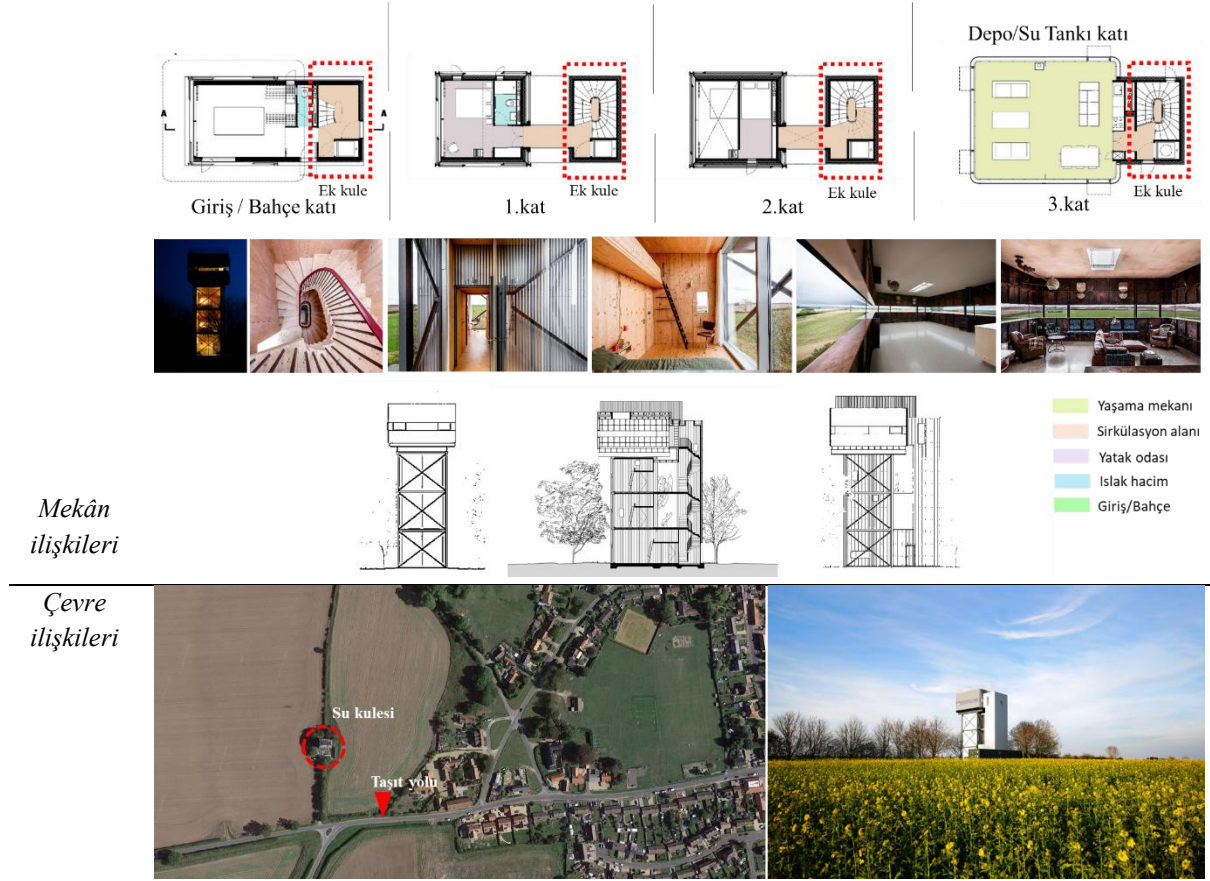 Depo/Su Tankı katı
A
A
Ek kule
Ek kule
Ek kule
Ek kule
Giriş / Bahçe katı
1.kat
2.kat
3.kat
Yaşama mekanı
Sirkülasyon alanı
Yatak odası
Islak hacim
Giriş/Bahçe
Mekân
ilişkileri
Çevre
ilişkileri
Su kulesi
Taşıt yolu